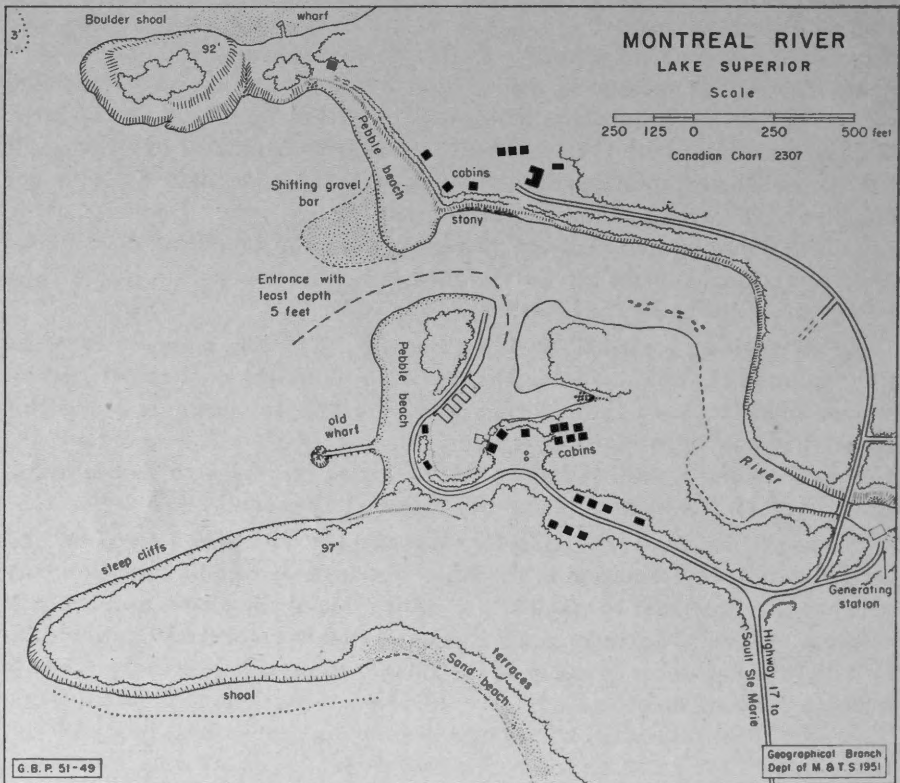 Boulder shoal
wharf
3'
92'
MONTREAL RIVER
LAKE SUPERIOR
Scale
250 125 0 250 500 feet
Canadian Chart 2307
Pebble beach
cabins
Shifting gravel
bar
stony
Entrance with
least depth
5 feet
Pebble beach
old
wharf
cabins
River
steep cliffs
97'
Generating
station
terraces
Sand beach
Highway 17 to
Sault Ste Marie
shoal
G.B.P. 51-49
Geographical Branch
Dept of M. & T.S 1951